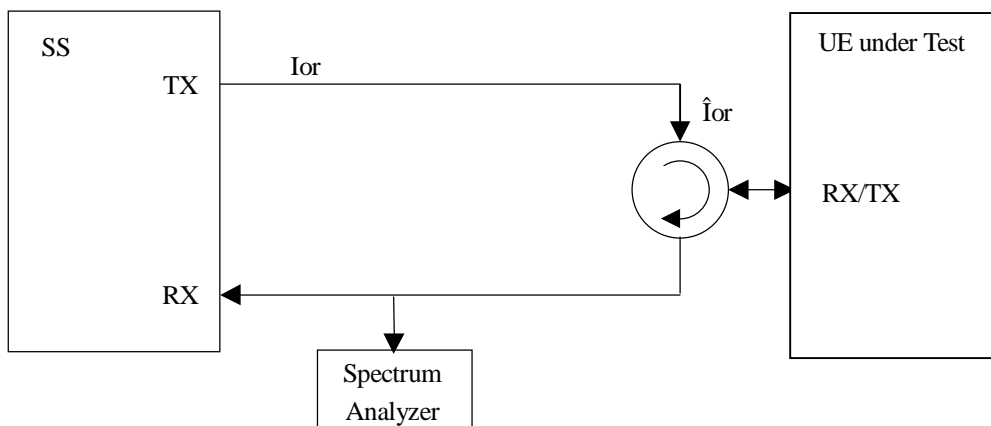 SS
UE under Test
TX
Ior
Îor
RX/TX
RX
Spectrum
Analyzer